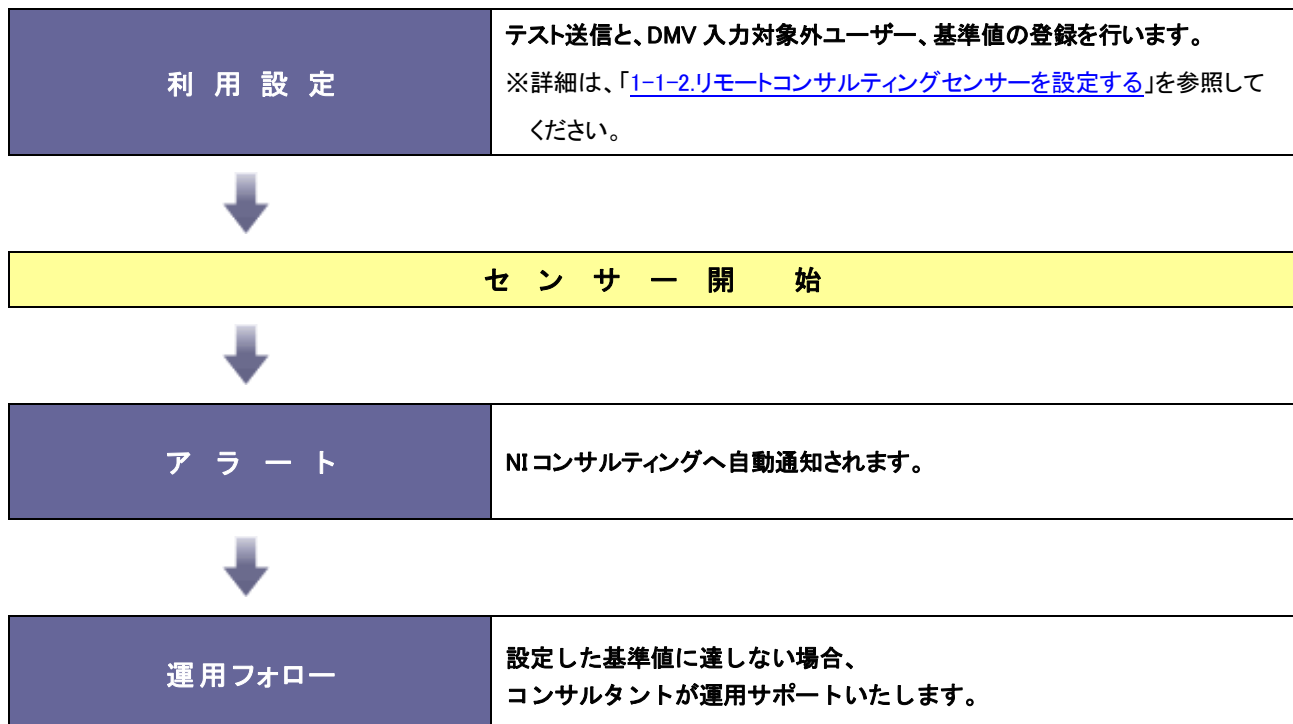 利用設定
テスト送信と、DMV 入力対象外ユーザー、基準値の登録を行います。
※詳細は、「1-1-2.リモートコンサルティングセンサーを設定する」を参照して
ください。
センサー開始
アラート
NIコンサルティングへ自動通知されます。
運用フォロー
設定した基準値に達しない場合、
コンサルタントが運用サポートいたします。